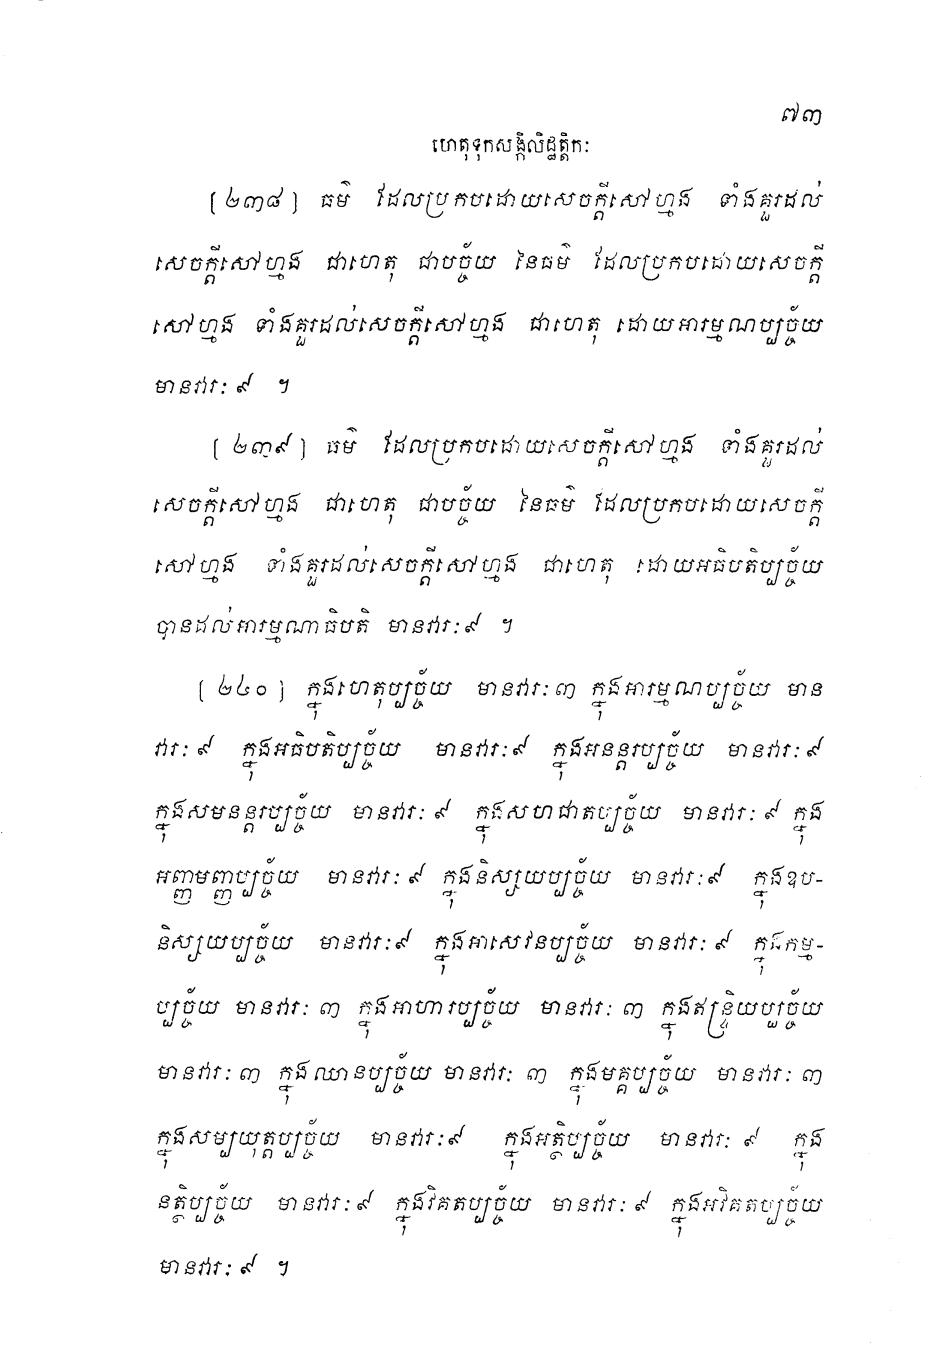 ៧៣
ហេតុទុកសង្កិលិដ្ឋត្តិកៈ
[២៣៨] ធម៌ ដែលប្រកបដោយសេចក្តីសៅហ្មង ទាំងគួរដល់
សេចក្តីសៅហ្មង ជាហេតុ ជាបច្ច័យ នៃធម៌ ដែលប្រកបដោយសេចក្តី
សៅហ្មង ទាំងគួរដល់សេចក្តីសៅហ្មង ជាហេតុ ដោយអារម្មណប្បច្ច័យ
មានវារៈ ៩ ។
[២៣៩] ធម៌ ដែលប្រកបដោយសេចក្តីសៅហ្មង ទាំងគួរដល់
សេចក្តីសៅហ្មង ជាហេតុ ជាបច្ច័យ នៃធម៌ ដែលប្រកបដោយសេចក្តី
សៅហ្មង ទាំងគួរដល់សេចក្តីសៅហ្មង ជាហេតុ ដោយអធិបតិប្បច្ច័យ
បានដល់អារម្មណាធិបតិ មានវារៈ ៩ ។
[២៤០] ក្នុងហេតុប្បច្ច័យ មានវារៈ ៣ ក្នុងអារម្មណប្បច្ច័យ មាន
វារៈ ៩ ក្នុងអធិបតិប្បច្ច័យ មានវារៈ ៩ ក្នុងអនន្តរប្បច្ច័យ មានវារៈ ៩
ក្នុងសមនន្តរប្បច្ច័យ មានវារៈ ៩ ក្នុងសហជាតប្បច្ច័យ មានវារៈ ៩ ក្នុង
អញ្ញមញ្ញប្បច្ច័យ មានវារៈ ៩ ក្នុងនិស្សយប្បច្ច័យ មានវារៈ ៩ ក្នុងឧប-
និស្សយប្បច្ច័យ មានវារៈ ៩ ក្នុងអាសេវនប្បច្ច័យ មានវារៈ ៩ ក្នុងកម្ម-
ប្បច្ច័យ មានវារៈ ៣ ក្នុងអាហារប្បច្ច័យ មានវារៈ ៣ ក្នុងឥន្ទ្រិយប្បច្ច័យ
មានវារៈ ៣ ក្នុងឈានប្បច្ច័យ មានវារៈ ៣ ក្នុងមគ្គប្បច្ច័យ មានវារៈ ៣
ក្នុងសម្បយុត្តប្បច្ច័យ មានវារៈ ៩ ក្នុងអត្ថិប្បច្ច័យ មានវារៈ ៩ ក្នុង
នត្ថិប្បច្ច័យ មានវារៈ ៩ ក្នុងវិគតប្បច្ច័យ មានវារៈ ៩ ក្នុងអវិគតប្បច្ច័យ
មានវារៈ ៩ ។